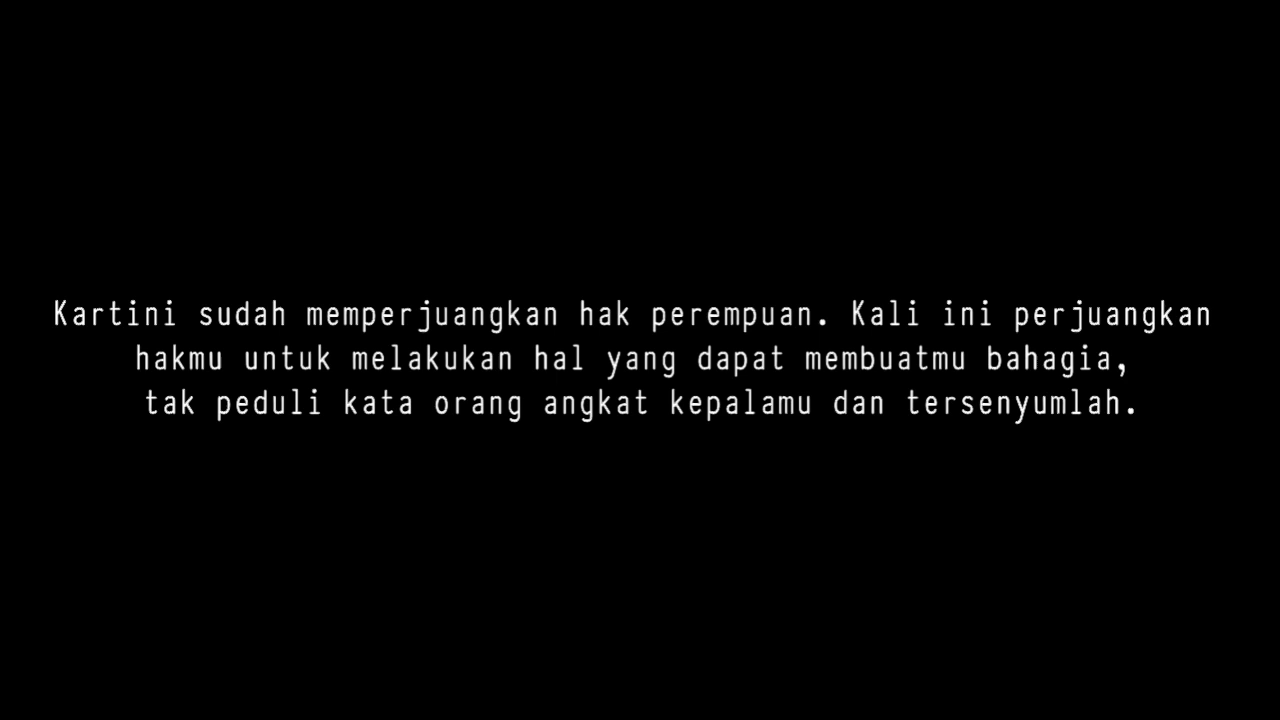 Kartini sudah memperjuangkan hak perempuan. Kali ini perjuangkan
hakmu untuk melakukan hal yang dapat membuatmu bahagia,
tak peduli kata orang angkat kepalamu dan tersenyumlah.